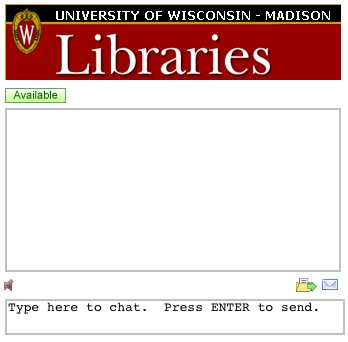 UNIVERSITY OF WISCONSIN - MADISON
W
Libraries
Available
Type here to chat.  Press ENTER to send.